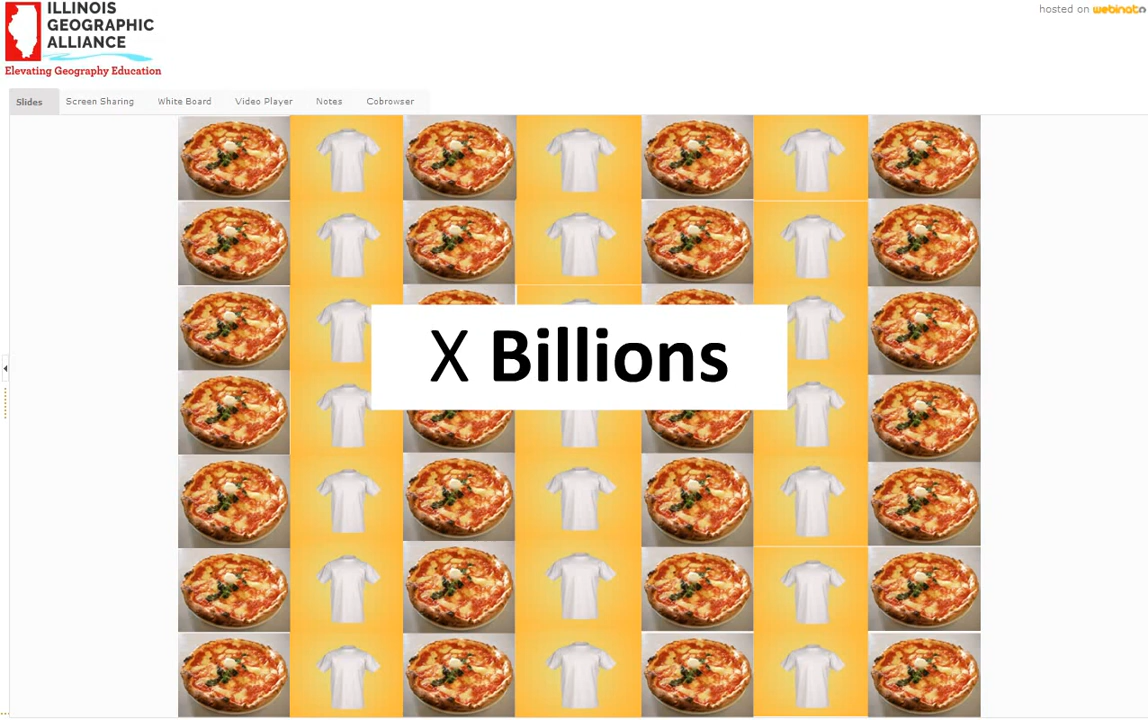 ILLINOIS
GEOGRAPHIC
ALLIANCE
Elevating Geography Education
hosted on webinato
Slides
Screen Sharing
White Board
Video Player
Notes
Cobrowser
X Billions